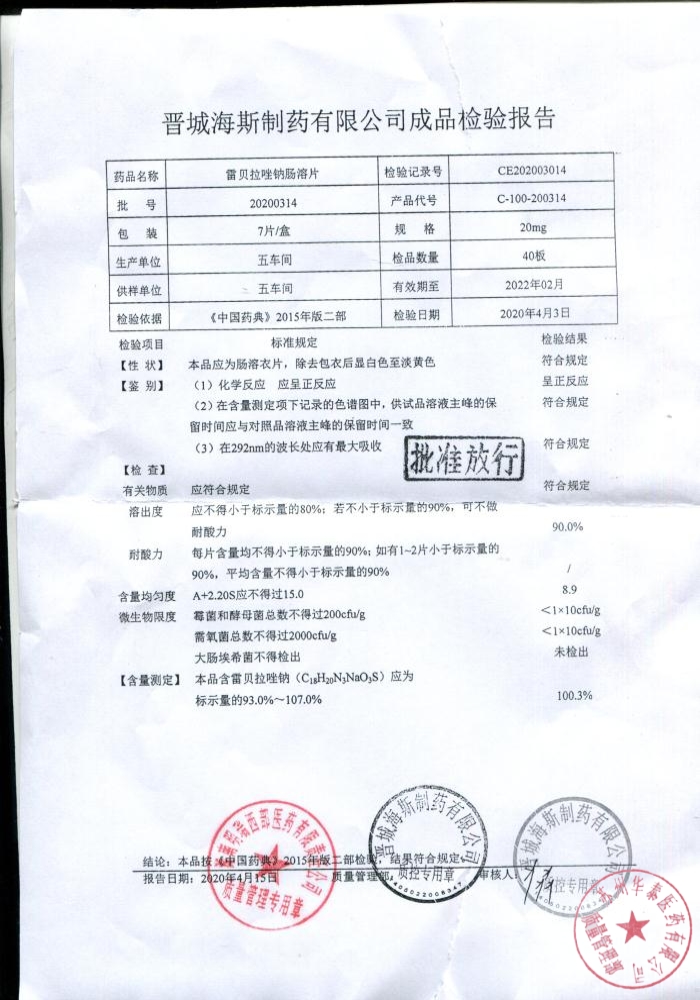 晋城海斯制药有限公司成品检验报告
药品名称 雷贝拉唑钠肠溶片 检验记录号 CE202003014
批 号 20200314 产品代号 C-100-200314
包 装 7片/盒 规 格 20mg
生产单位 五车间 检品数量 40板
供样单位 五车间 有效期至 2022年02月
检验依据 《中国药典》2015年版二部 检验日期 2020年4月3日
检验项目 标准规定 检验结果
【性 状】 本品应为肠溶衣片，除去包衣后显白色至淡黄色 符合规定
【鉴 别】 （1）化学反应 应呈正反应 呈正反应
（2）在含量测定项下记录的色谱图中，供试品溶液主峰的保 符合规定
留时间应与对照品溶液主峰的保留时间一致
（3）在292nm的波长处应有最大吸收 符合规定
批准放行
【检 查】
有关物质 应符合规定 符合规定
溶出度 应不得小于标示量的80%；若不小于标示量的90%，可不做
耐酸力 90.0%
耐酸力 每片含量均不得小于标示量的90%；如有1~2片小于标示量的
90%，平均含量不得小于标示量的90% /
含量均匀度 A+2.20S应不得过15.0 8.9
微生物限度 霉菌和酵母菌总数不得过200cfu/g ＜1×10cfu/g
需氧菌总数不得过2000cfu/g ＜1×10cfu/g
大肠埃希菌不得检出 未检出
【含量测定】 本品含雷贝拉唑钠（C₁₈H₂₀N₃NaO₃S）应为
标示量的93.0%～107.0% 100.3%
结论：本品按《中国药典》2015年版二部检验，结果符合规定
报告日期：2020年4月15日 质量管理部： 审核人：
西部医药有限
质量管理专用章
晋城海斯制药有限公司
质控专用章
1405022008347
晋城海斯制药有限公司
质控专用章
华泰医药有限公司